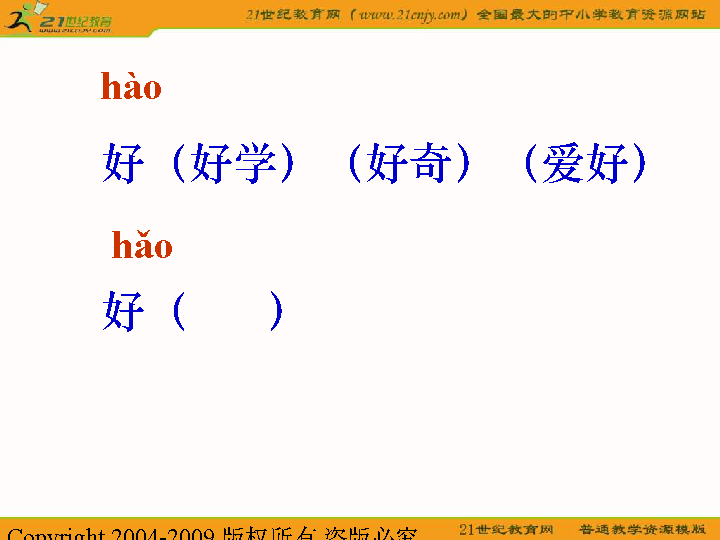 21世纪教育 21世纪教育网（www.21cnjy.com）全国最大的中小学教育资源网站
www.21cnjy.com
hào
好（好学）（好奇）（爱好）
hǎo
好（ ）
21世纪教育网 普通教学资源模版
Copyright 2004-2009 版权所有 盗版必究